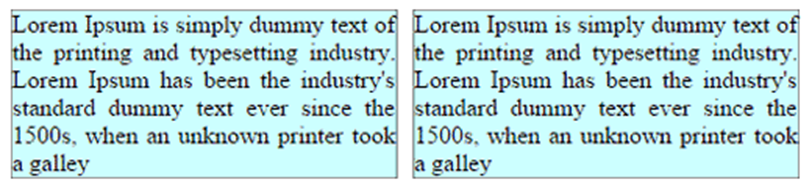 Lorem Ipsum is simply dummy text of
the printing and typesetting industry.
Lorem Ipsum has been the industry's
standard dummy text ever since the
1500s, when an unknown printer took
a galley
Lorem Ipsum is simply dummy text of
the printing and typesetting industry.
Lorem Ipsum has been the industry's
standard dummy text ever since the
1500s, when an unknown printer took
a galley